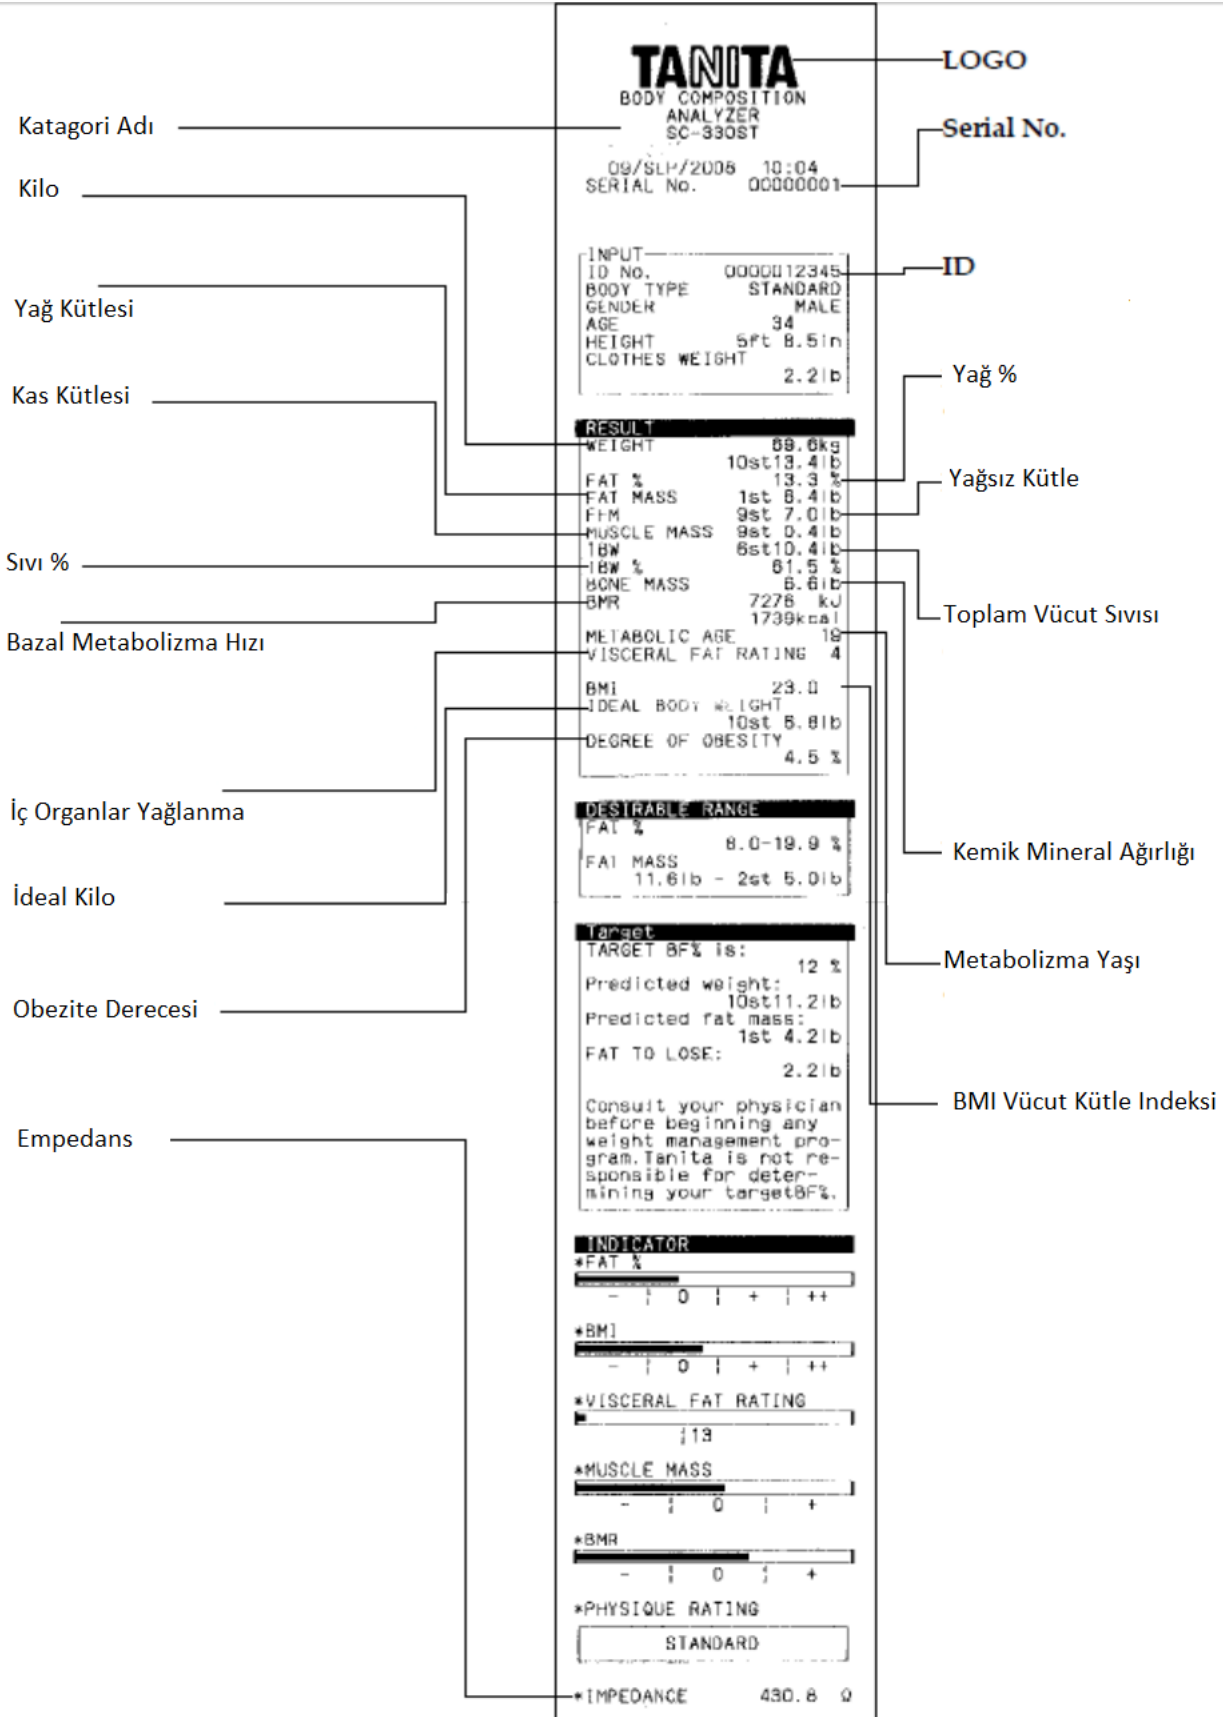 TANITA
BODY COMPOSITION
ANALYZER
SC-330ST
09/SEP/2008 10:04
SERIAL No. 00000001
INPUT
ID No. 0000012345
BODY TYPE STANDARD
GENDER MALE
AGE 34
HEIGHT 5ft 8.5in
CLOTHES WEIGHT
2.2lb
RESULT
WEIGHT 69.6kg
10st13.4lb
FAT % 13.3 %
FAT MASS 1st 6.4lb
FFM 9st 7.0lb
MUSCLE MASS 9st 0.4lb
TBW 6st10.4lb
TBW % 61.5 %
BONE MASS 6.6lb
BMR 7276 kJ
1739kcal
METABOLIC AGE 19
VISCERAL FAT RATING 4
BMI 23.0
IDEAL BODY WEIGHT
10st 6.8lb
DEGREE OF OBESITY
4.5 %
DESIRABLE RANGE
FAT %
8.0-19.9 %
FAT MASS
11.6lb - 2st 5.0lb
Target
TARGET BF% is:
12 %
Predicted weight:
10st11.2lb
Predicted fat mass:
1st 4.2lb
FAT TO LOSE:
2.2lb
Consult your physician
before beginning any
weight management pro-
gram.Tanita is not re-
sponsible for deter-
mining your targetBF%.
INDICATOR
*FAT %
- 0 + ++
*BMI
- 0 + ++
*VISCERAL FAT RATING
13
*MUSCLE MASS
- 0 +
*BMR
- 0 +
*PHYSIQUE RATING
STANDARD
*IMPEDANCE 430.8 Ω
Katagori Adı
Kilo
Yağ Kütlesi
Kas Kütlesi
Sıvı %
Bazal Metabolizma Hızı
İç Organlar Yağlanma
İdeal Kilo
Obezite Derecesi
Empedans
LOGO
Serial No.
ID
Yağ %
Yağsız Kütle
Toplam Vücut Sıvısı
Kemik Mineral Ağırlığı
Metabolizma Yaşı
BMI Vücut Kütle Indeksi